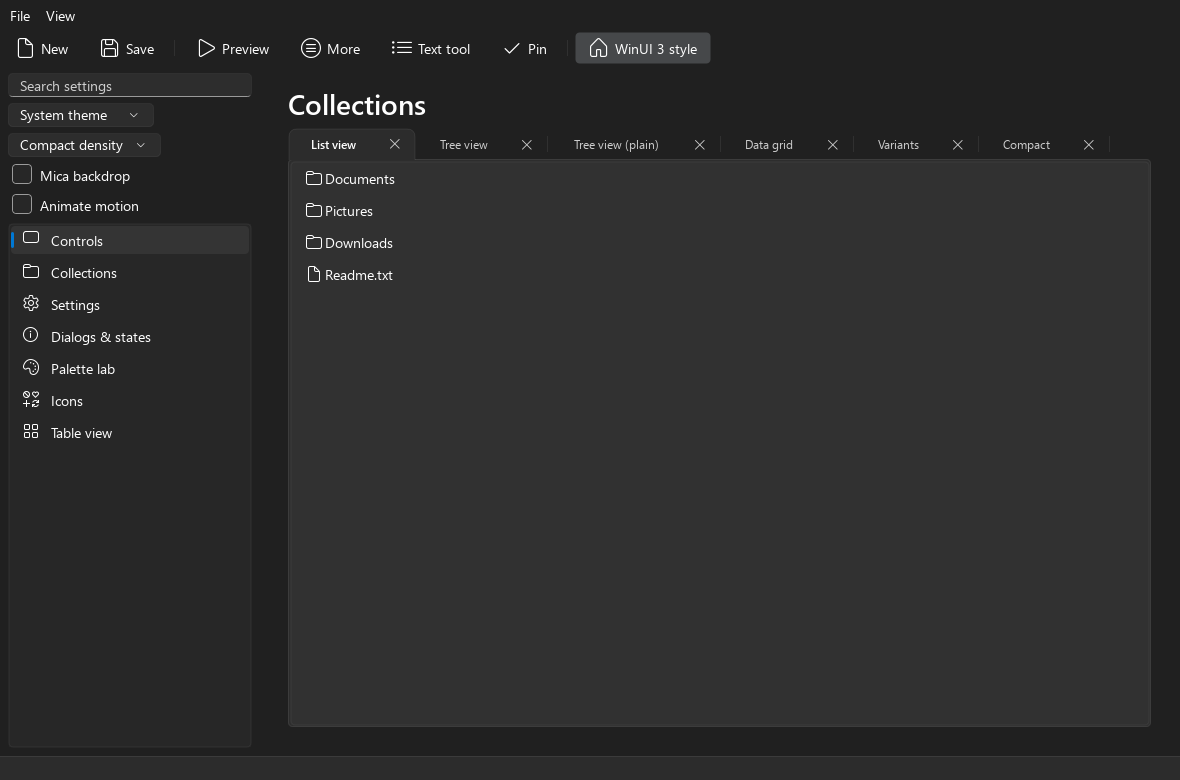 File View
New Save Preview More Text tool Pin WinUI 3 style
Search settings
System theme
Compact density
Mica backdrop
Animate motion
Controls
Collections
Settings
Dialogs & states
Palette lab
Icons
Table view
Collections
List view Tree view Tree view (plain) Data grid Variants Compact
Documents
Pictures
Downloads
Readme.txt